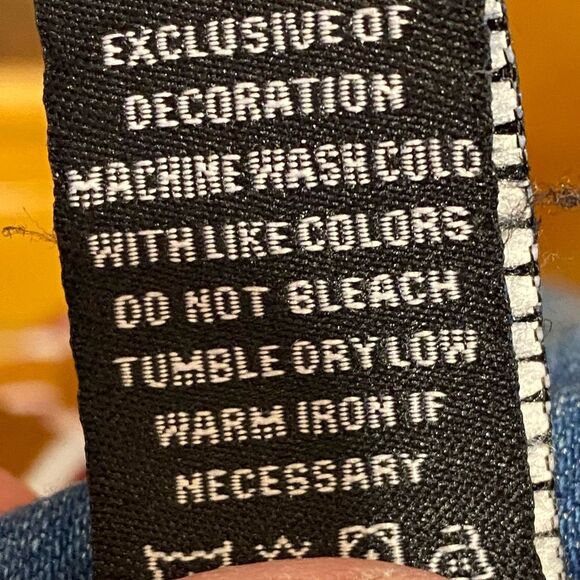 EXCLUSIVE OF
DECORATION
MACHINE WASH COLD
WITH LIKE COLORS
DO NOT BLEACH
TUMBLE DRY LOW
WARM IRON IF
NECESSARY